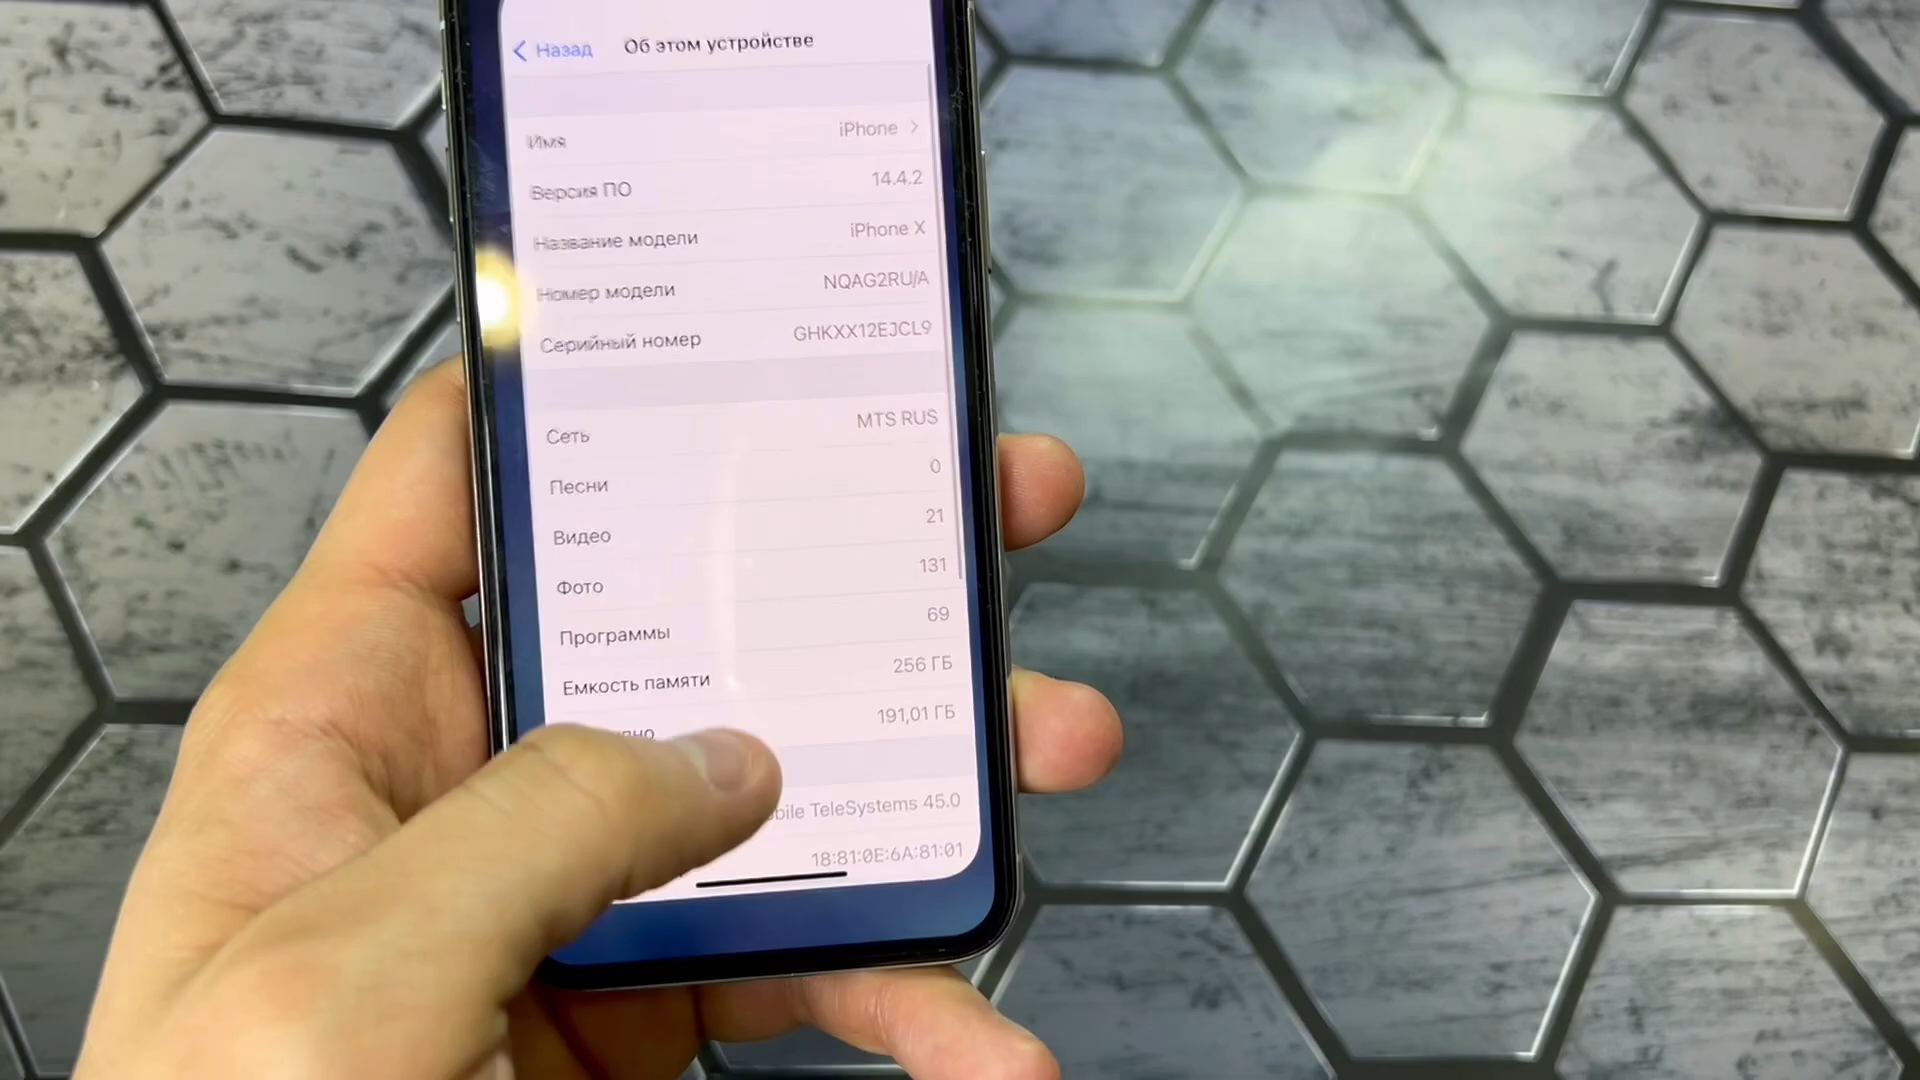 Назад Об этом устройстве
Имя iPhone
Версия ПО 14.4.2
Название модели iPhone X
Номер модели NQAG2RU/A
Серийный номер GHKXX12EJCL9
Сеть MTS RUS
Песни 0
Видео 21
Фото 131
Программы 69
Емкость памяти 256 ГБ
191,01 ГБ
TeleSystems 45.0
18:81:0E:6A:81:01